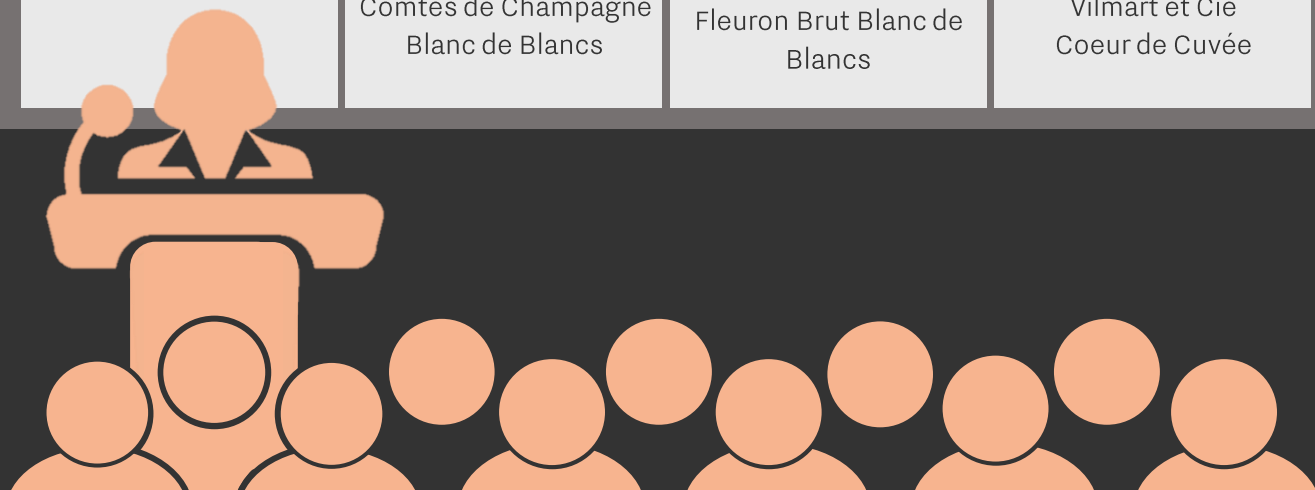 Comtes de Champagne
Blanc de Blancs
Fleuron Brut Blanc de
Blancs
Vilmart et Cie
Coeur de Cuvée